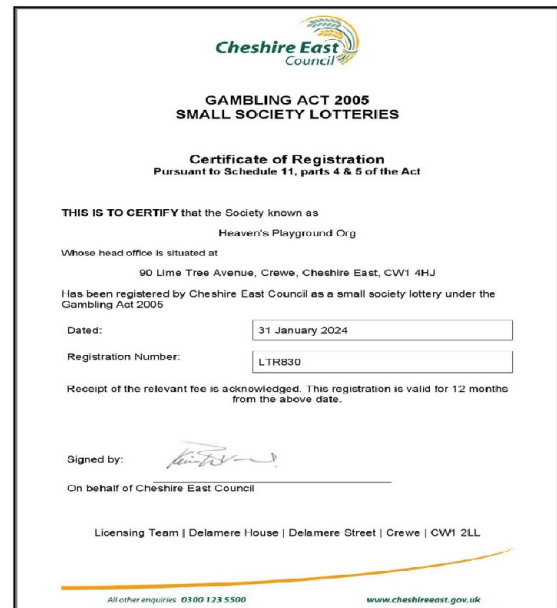 Cheshire East
Council
GAMBLING ACT 2005
SMALL SOCIETY LOTTERIES
Certificate of Registration
Pursuant to Schedule 11, parts 4 & 5 of the Act
THIS IS TO CERTIFY that the Society known as
Heaven's Playground Org
Whose head office is situated at
90 Lime Tree Avenue, Crewe, Cheshire East, CW1 4HJ
Has been registered by Cheshire East Council as a small society lottery under the
Gambling Act 2005
Dated: 31 January 2024
Registration Number: LTR830
Receipt of the relevant fee is acknowledged. This registration is valid for 12 months
from the above date.
Signed by:
On behalf of Cheshire East Council
Licensing Team | Delamere House | Delamere Street | Crewe | CW1 2LL
All other enquiries 0300 123 5500 www.cheshireeast.gov.uk